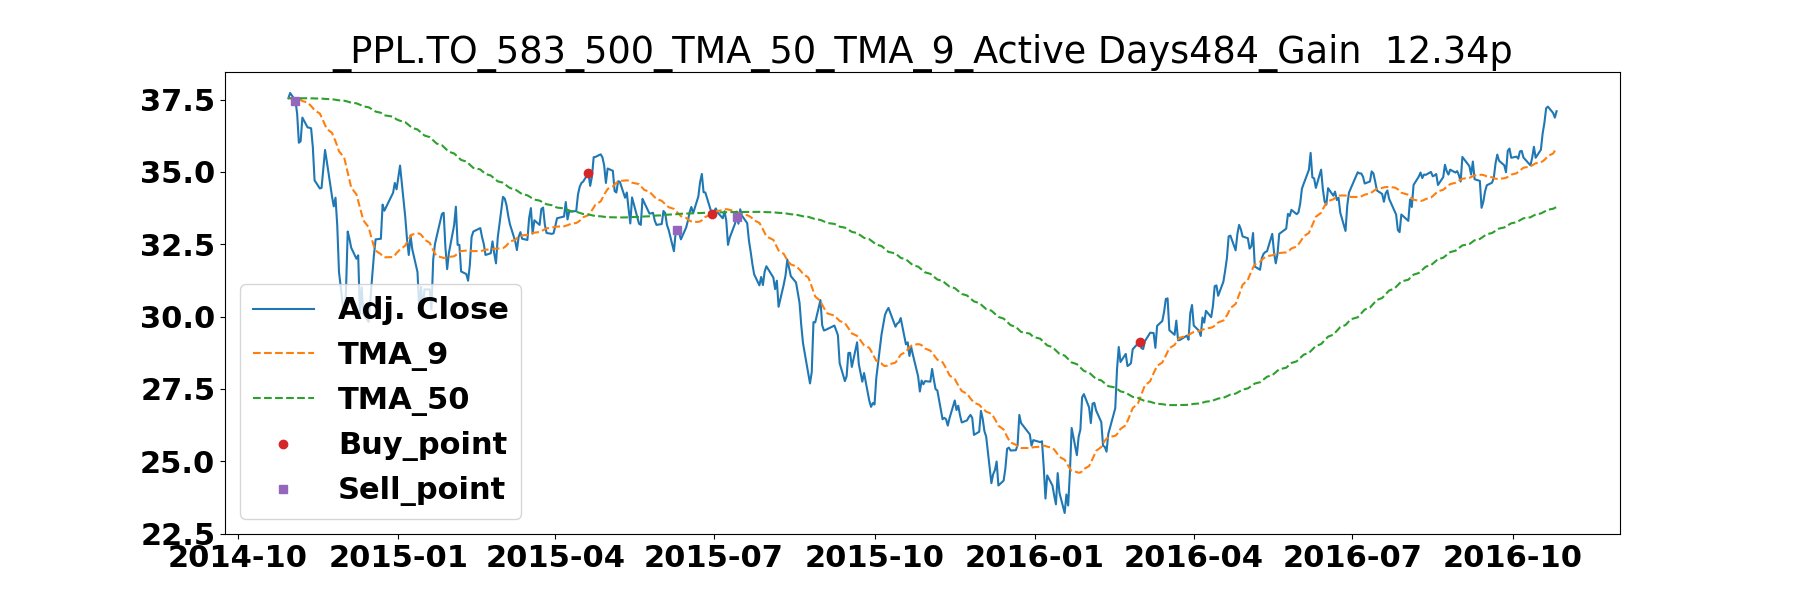 _PPL.TO_583_500_TMA_50_TMA_9_Active Days484_Gain  12.34p
37.5
35.0
32.5
30.0
27.5
25.0
22.5
Adj. Close
TMA_9
TMA_50
Buy_point
Sell_point
2014-10 2015-01 2015-04 2015-07 2015-10 2016-01 2016-04 2016-07 2016-10